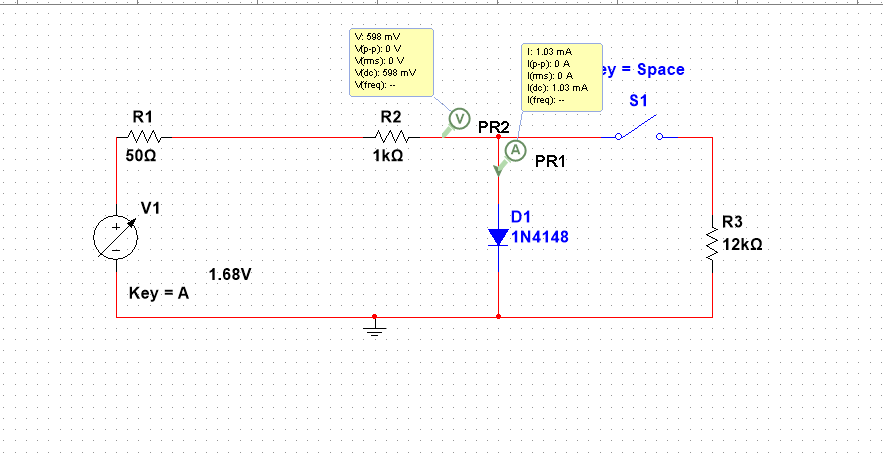 V: 598 mV
V(p-p): 0 V
V(rms): 0 V
V(dc): 598 mV
V(freq): --
I: 1.03 mA
I(p-p): 0 A
I(rms): 0 A
I(dc): 1.03 mA
I(freq): --
ey = Space
S1
R1
50Ω
R2
1kΩ
V
PR2
A
PR1
V1
D1
1N4148
R3
12kΩ
1.68V
Key = A